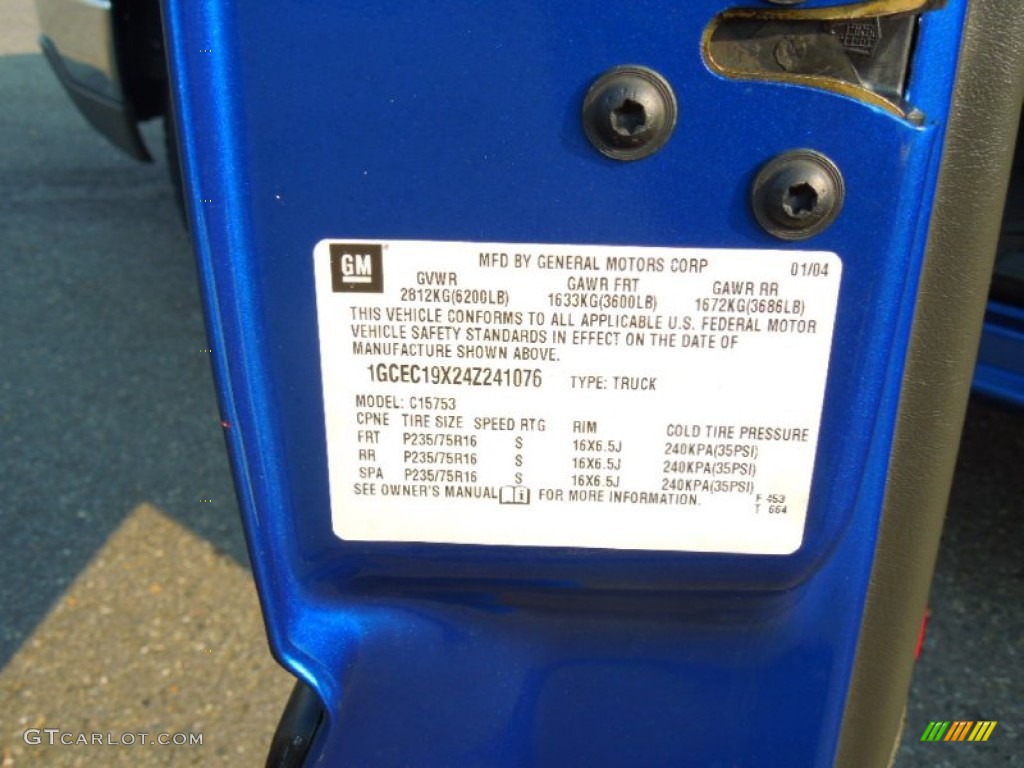 GM
MFD BY GENERAL MOTORS CORP 01/04
GVWR GAWR FRT GAWR RR
2812KG(6200LB) 1633KG(3600LB) 1672KG(3686LB)
THIS VEHICLE CONFORMS TO ALL APPLICABLE U.S. FEDERAL MOTOR
VEHICLE SAFETY STANDARDS IN EFFECT ON THE DATE OF
MANUFACTURE SHOWN ABOVE.
1GCEC19X24Z241076 TYPE: TRUCK
MODEL: C15753
CPNE TIRE SIZE SPEED RTG RIM COLD TIRE PRESSURE
FRT P235/75R16 S 16X6.5J 240KPA(35PSI)
RR P235/75R16 S 16X6.5J 240KPA(35PSI)
SPA P235/75R16 S 16X6.5J 240KPA(35PSI)
SEE OWNER'S MANUAL FOR MORE INFORMATION.
F 453
T 664
GTCARLOT.COM